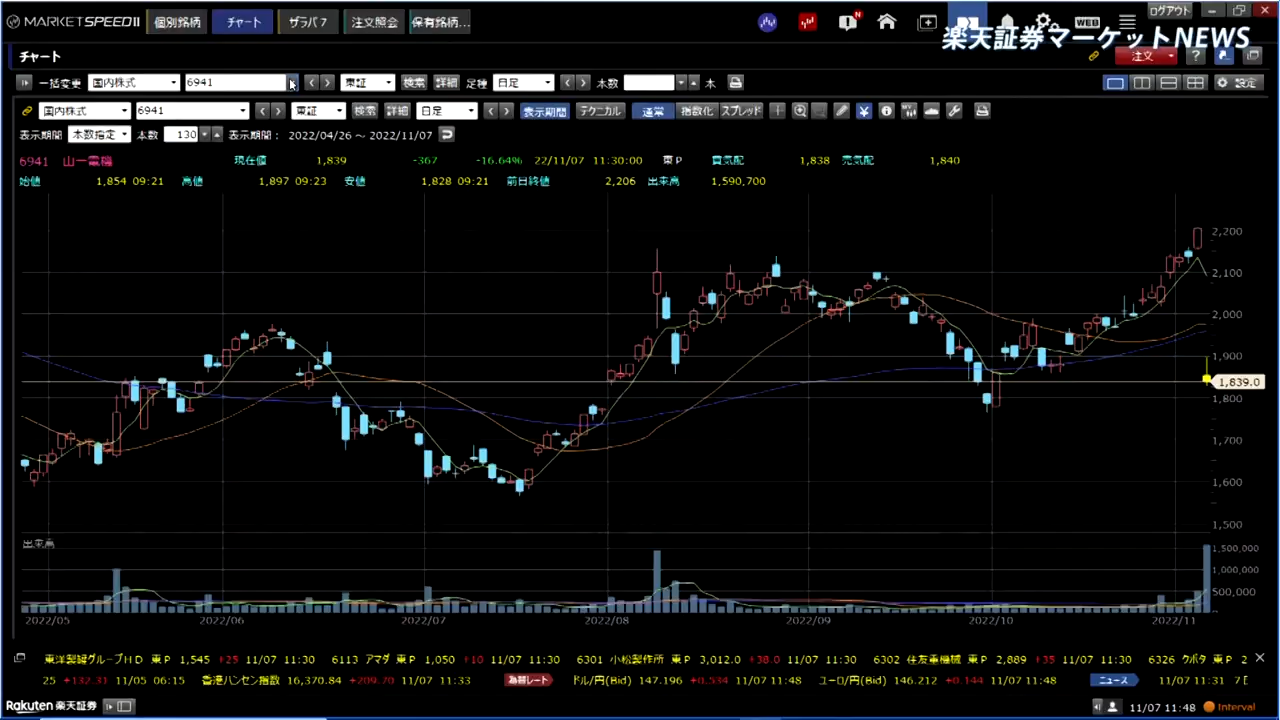 MARKETSPEED II 個別銘柄 チャート ザラバ7 注文照会 保有銘柄... N WEB ログアウト
楽天証券マーケットNEWS
チャート 注文 ?
一括変更 国内株式 6941 東証 検索 詳細 足種 日足 本数 本 設定
国内株式 6941 東証 検索 詳細 日足 表示期間 テクニカル 通常 指数化 スプレッド
表示期間 本数指定 本数 130 表示期間： 2022/04/26 ～ 2022/11/07
6941 山一電機 現在値 1,839 -367 -16.64% 22/11/07 11:30:00 東P 買気配 1,838 売気配 1,840
始値 1,854 09:21 高値 1,897 09:23 安値 1,828 09:21 前日終値 2,206 出来高 1,590,700
2,200
2,100
2,000
1,900
1,839.0
1,800
1,700
1,600
1,500
出来高
1,500,000
1,000,000
500,000
2022/05 2022/06 2022/07 2022/08 2022/09 2022/10 2022/11
東洋製罐グループHD 東P 1,545 ↑25 11/07 11:30 6113 アマダ 東P 1,050 ↑10 11/07 11:30 6301 小松製作所 東P 3,012.0 ↑38.0 11/07 11:30 6302 住友重機械 東P 2,889 ↑35 11/07 11:30 6326 クボタ 東P 2
25 +132.31 11/05 06:15 香港ハンセン指数 16,370.84 +209.70 11/07 11:33 為替レート ドル/円(Bid) 147.196 +0.534 11/07 11:48 ユーロ/円(Bid) 146.212 +0.144 11/07 11:48 ニュース 11/07 11:31
Rakuten 楽天証券 11/07 11:48 Interval